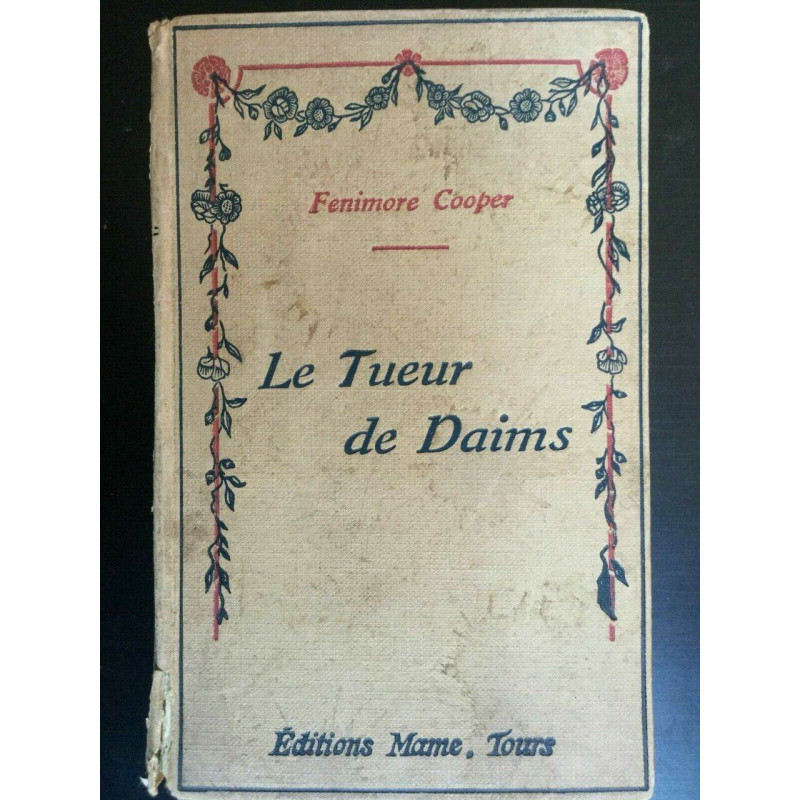 Fenimore Cooper
Le Tueur
de Daims
Éditions Mame. Tours